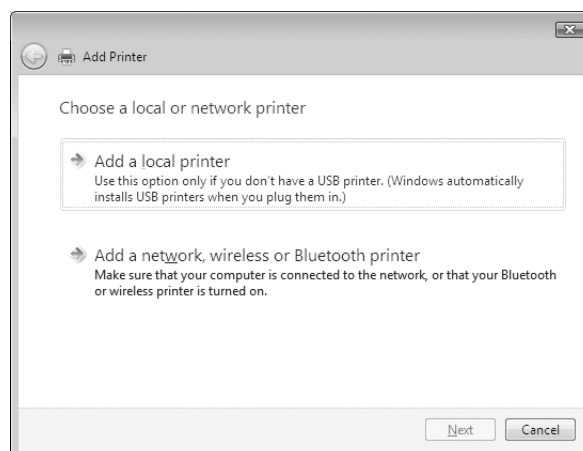 Add Printer
Choose a local or network printer
Add a local printer
Use this option only if you don't have a USB printer. (Windows automatically
installs USB printers when you plug them in.)
Add a network, wireless or Bluetooth printer
Make sure that your computer is connected to the network, or that your Bluetooth
or wireless printer is turned on.
Next Cancel